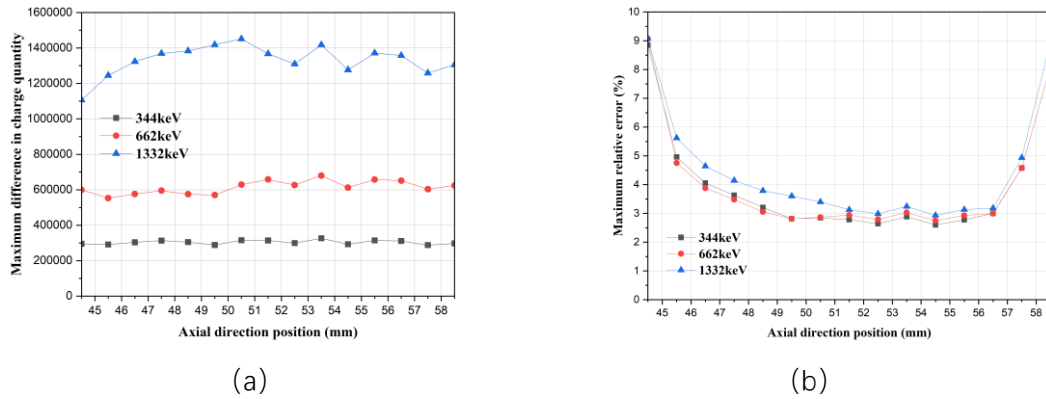 1600000
1400000
1200000
1000000
800000
600000
400000
200000
0
Maximum difference in charge quantity
344keV
662keV
1332keV
45 46 47 48 49 50 51 52 53 54 55 56 57 58
Axial direction position (mm)
(a)
10
9
8
7
6
5
4
3
2
1
0
Maximum relative error (%)
344keV
662keV
1332keV
45 46 47 48 49 50 51 52 53 54 55 56 57 58
Axial direction position (mm)
(b)